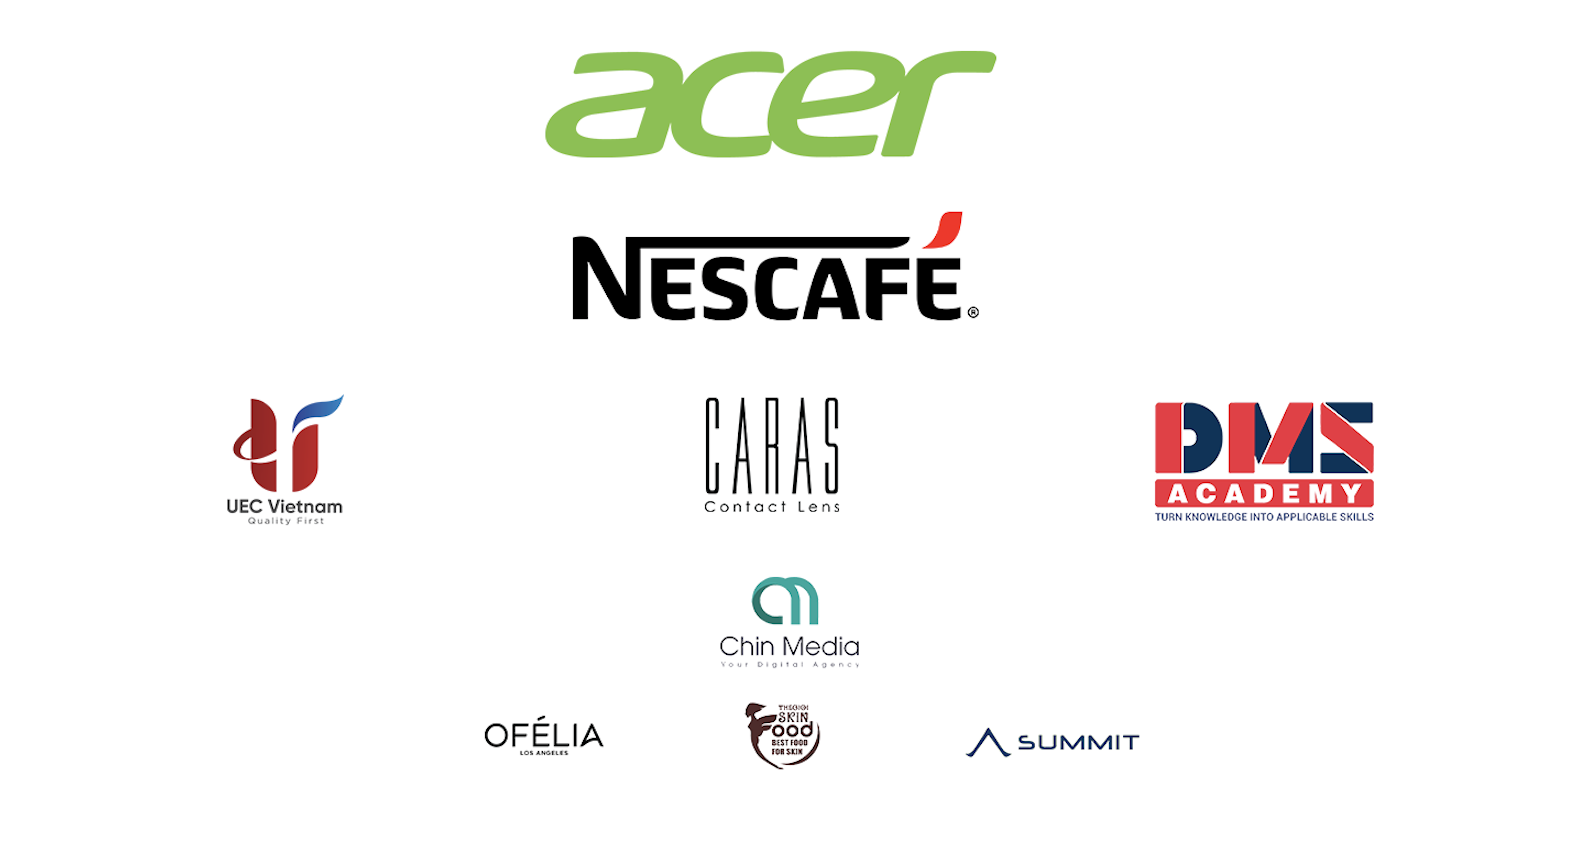 acer
NESCAFÉ®
UEC Vietnam
Quality First
CARAS
Contact Lens
DMS
ACADEMY
TURN KNOWLEDGE INTO APPLICABLE SKILLS
Chin Media
Your Digital Agency
OFÉLIA
LOS ANGELES
SKIN
Food
BEST FOOD
FOR SKIN
SUMMIT